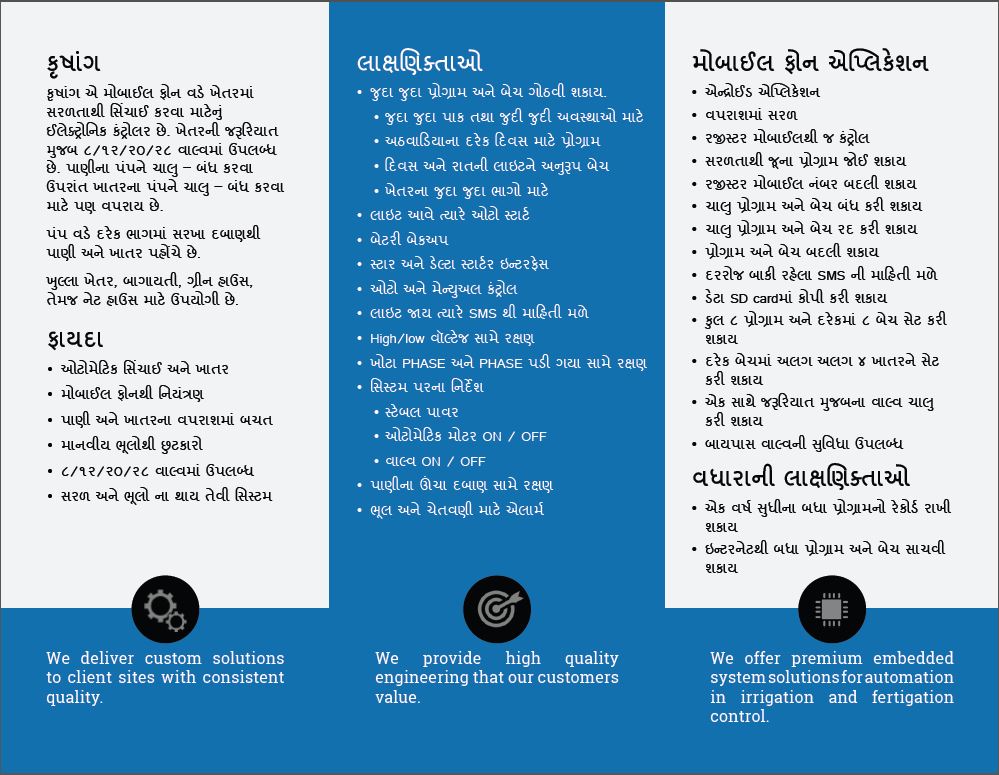 કૃષાંગ
કૃષાંગ એ મોબાઈલ ફોન વડે ખેતરમાં
સરળતાથી સિંચાઈ કરવા માટેનું
ઈલેક્ટ્રોનિક કંટ્રોલર છે. ખેતરની જરૂરિયાત
મુજબ ૮/૧૨/૨૦/૨૮ વાલ્વમાં ઉપલબ્ધ
છે. પાણીના પંપને ચાલુ – બંધ કરવા
ઉપરાંત ખાતરના પંપને ચાલુ – બંધ કરવા
માટે પણ વપરાય છે.
પંપ વડે દરેક ભાગમાં સરખા દબાણથી
પાણી અને ખાતર પહોંચે છે.
ખુલ્લા ખેતર, બાગાયતી, ગ્રીન હાઉસ,
તેમજ નેટ હાઉસ માટે ઉપયોગી છે.
ફાયદા
• ઓટોમેટિક સિંચાઈ અને ખાતર
• મોબાઈલ ફોનથી નિયંત્રણ
• પાણી અને ખાતરના વપરાશમાં બચત
• માનવીય ભૂલોથી છુટકારો
• ૮/૧૨/૨૦/૨૮ વાલ્વમાં ઉપલબ્ધ
• સરળ અને ભૂલો ના થાય તેવી સિસ્ટમ
We deliver custom solutions
to client sites with consistent
quality.
લાક્ષણિક્તાઓ
• જુદા જુદા પ્રોગ્રામ અને બેચ ગોઠવી શકાય.
• જુદા જુદા પાક તથા જુદી જુદી અવસ્થાઓ માટે
• અઠવાડિયાના દરેક દિવસ માટે પ્રોગ્રામ
• દિવસ અને રાતની લાઇટને અનુરૂપ બેચ
• ખેતરના જુદા જુદા ભાગો માટે
• લાઇટ આવે ત્યારે ઓટો સ્ટાર્ટ
• બેટરી બેકઅપ
• સ્ટાર અને ડેલ્ટા સ્ટાર્ટર ઇન્ટરફેસ
• ઓટો અને મેન્યુઅલ કંટ્રોલ
• લાઇટ જાય ત્યારે SMS થી માહિતી મળે
• High/low વૉલ્ટેજ સામે રક્ષણ
• ખોટા PHASE અને PHASE પડી ગયા સામે રક્ષણ
• સિસ્ટમ પરના નિર્દેશ
• સ્ટેબલ પાવર
• ઓટોમેટિક મોટર ON / OFF
• વાલ્વ ON / OFF
• પાણીના ઊચા દબાણ સામે રક્ષણ
• ભૂલ અને ચેતવણી માટે એલાર્મ
We provide high quality
engineering that our customers
value.
મોબાઈલ ફોન એપ્લિકેશન
• એન્ડ્રોઈડ એપ્લિકેશન
• વપરાશમાં સરળ
• રજીસ્ટર મોબાઈલથી જ કંટ્રોલ
• સરળતાથી જૂના પ્રોગ્રામ જોઈ શકાય
• રજીસ્ટર મોબાઈલ નંબર બદલી શકાય
• ચાલુ પ્રોગ્રામ અને બેચ બંધ કરી શકાય
• ચાલુ પ્રોગ્રામ અને બેચ રદ કરી શકાય
• પ્રોગ્રામ અને બેચ બદલી શકાય
• દરરોજ બાકી રહેલા SMS ની માહિતી મળે
• ડેટા SD cardમાં કોપી કરી શકાય
• કુલ ૮ પ્રોગ્રામ અને દરેકમાં ૮ બેચ સેટ કરી
શકાય
• દરેક બેચમાં અલગ અલગ ૪ ખાતરને સેટ
કરી શકાય
• એક સાથે જરૂરિયાત મુજબના વાલ્વ ચાલુ
કરી શકાય
• બાયપાસ વાલ્વની સુવિધા ઉપલબ્ધ
વધારાની લાક્ષણિક્તાઓ
• એક વર્ષ સુધીના બધા પ્રોગ્રામનો રેકોર્ડ રાખી
શકાય
• ઇન્ટરનેટથી બધા પ્રોગ્રામ અને બેચ સાચવી
શકાય
We offer premium embedded
system solutions for automation
in irrigation and fertigation
control.